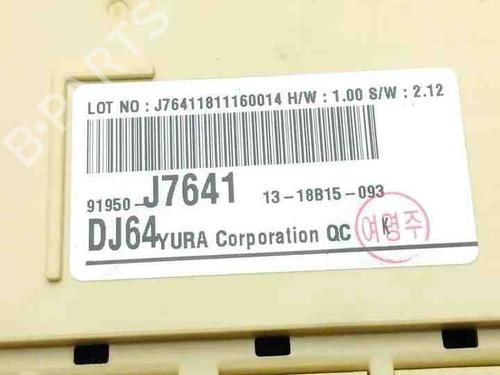 B-PARTS
LOT NO : J76411811160014 H/W : 1.00 S/W : 2.12
91950-J7641 13-18B15-093
DJ64 YURA Corporation QC K 여명주